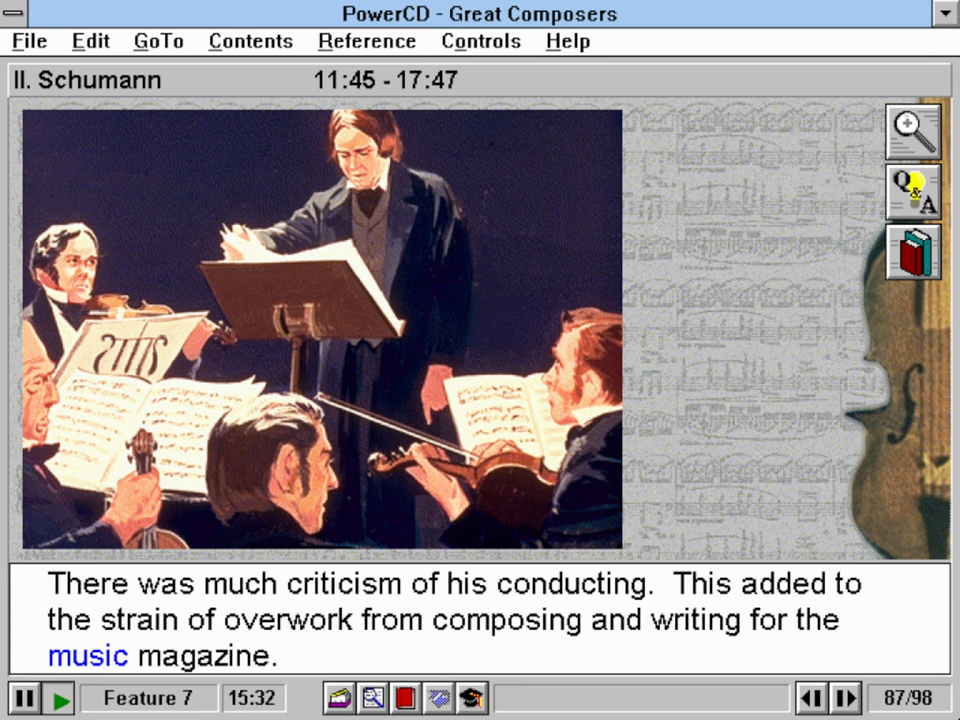 PowerCD - Great Composers
File Edit GoTo Contents Reference Controls Help
II. Schumann 11:45 - 17:47
Q & A
There was much criticism of his conducting. This added to
the strain of overwork from composing and writing for the
music magazine.
Feature 7 15:32 87/98